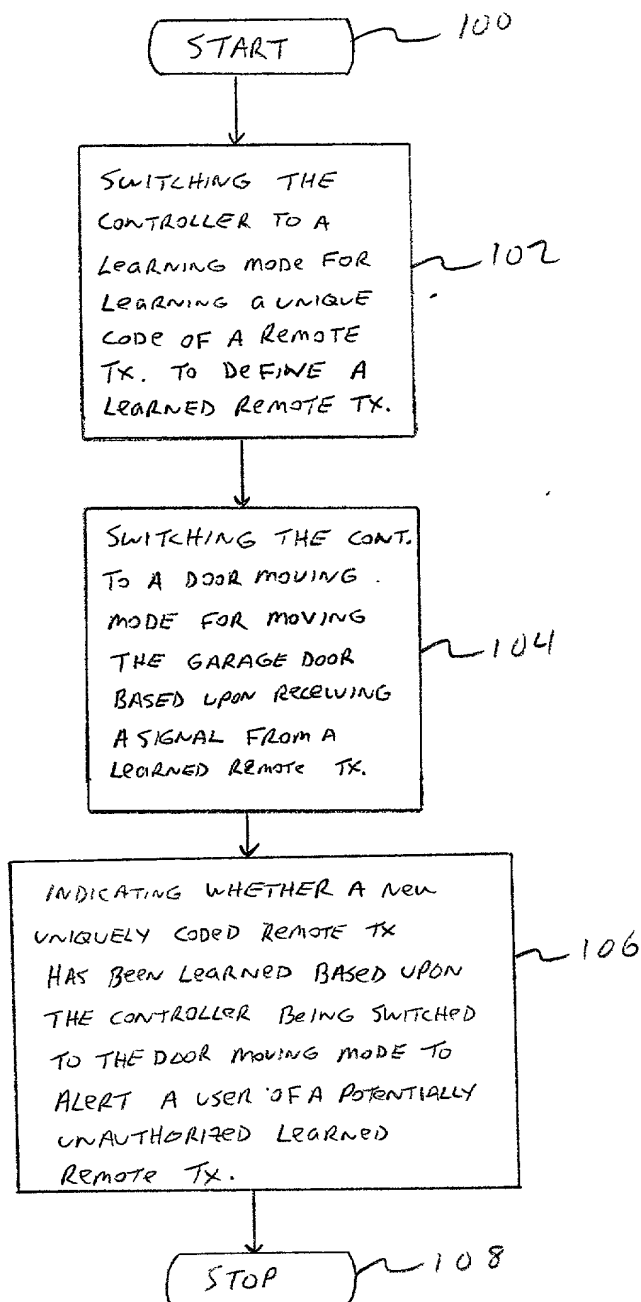 START
100
SWITCHING THE
CONTROLLER TO A
LEARNING MODE FOR
LEARNING A UNIQUE
CODE OF A REMOTE
TX. TO DEFINE A
LEARNED REMOTE TX.
102
SWITCHING THE CONT.
TO A DOOR MOVING
MODE FOR MOVING
THE GARAGE DOOR
BASED UPON RECEIVING
A SIGNAL FROM A
LEARNED REMOTE TX.
104
INDICATING WHETHER A NEW
UNIQUELY CODED REMOTE TX
HAS BEEN LEARNED BASED UPON
THE CONTROLLER BEING SWITCHED
TO THE DOOR MOVING MODE TO
ALERT A USER OF A POTENTIALLY
UNAUTHORIZED LEARNED
REMOTE TX.
106
STOP
108